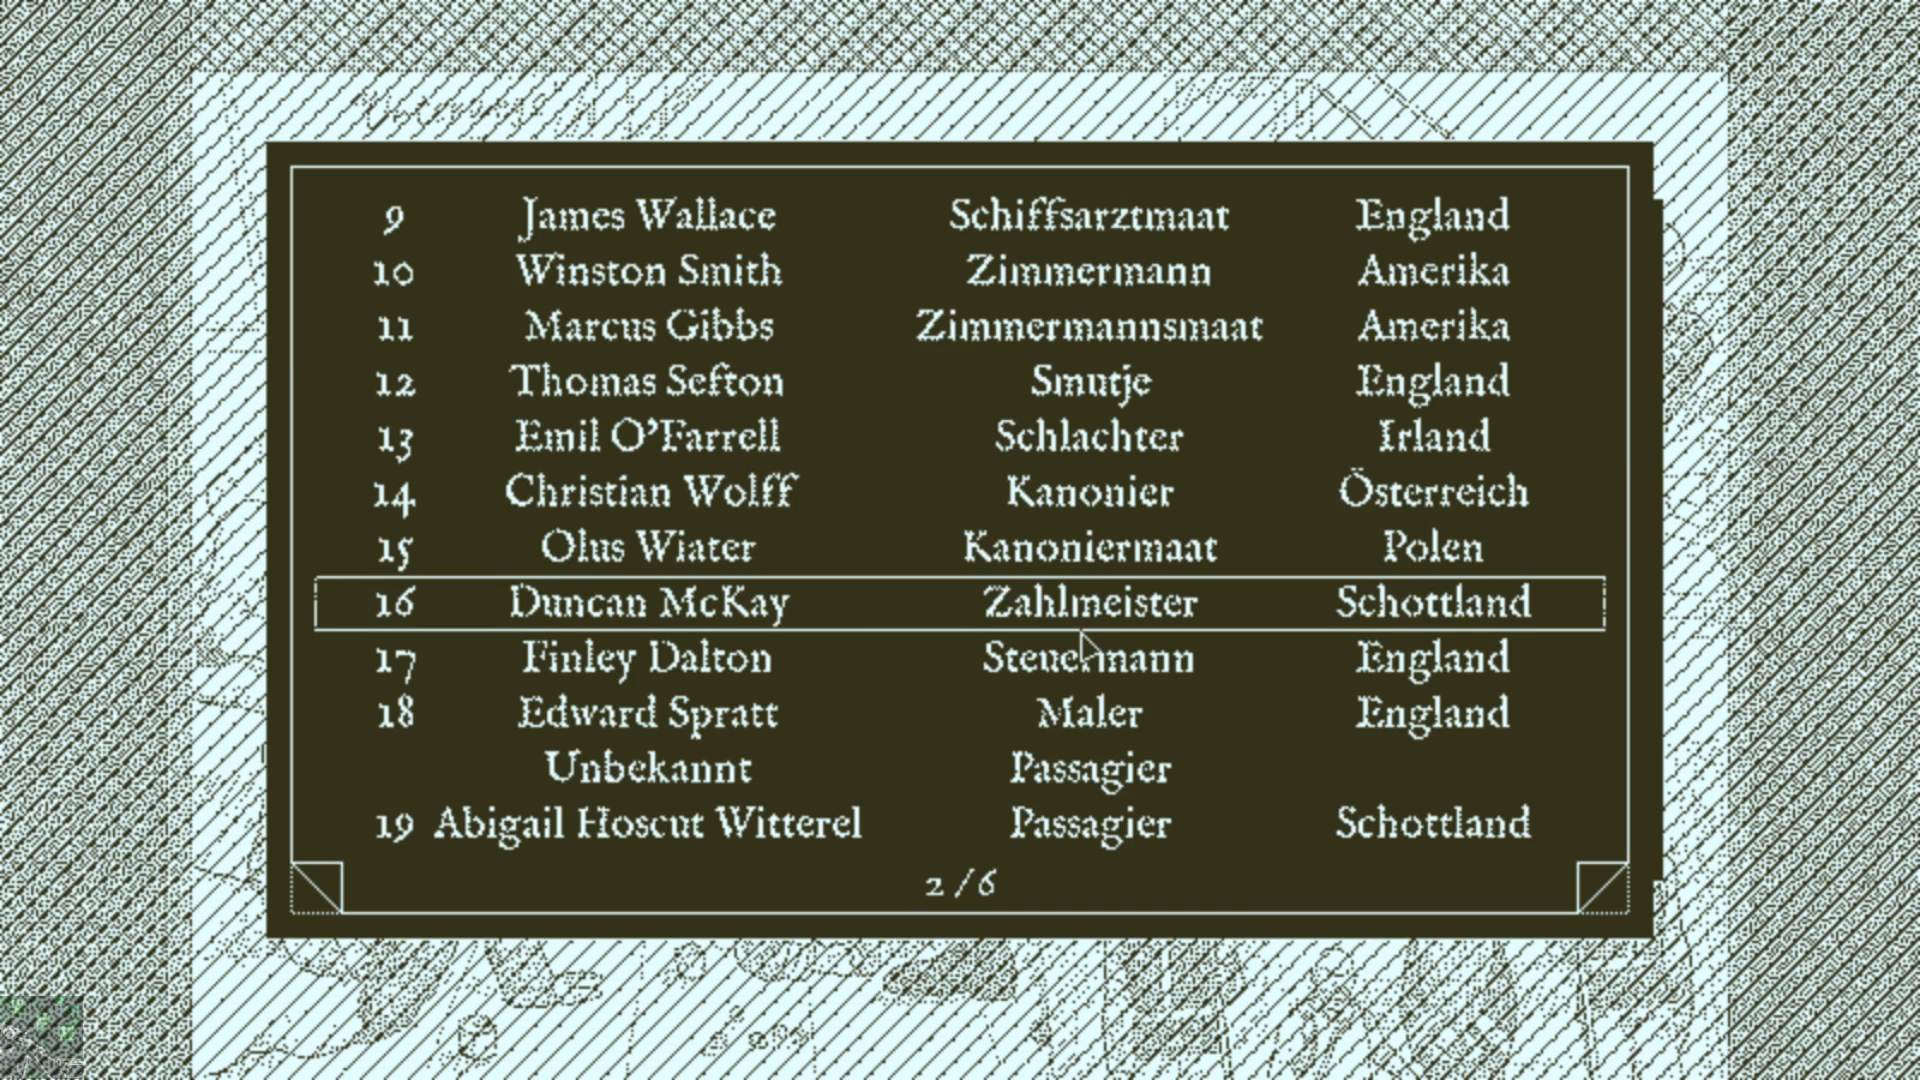 9 James Wallace Schiffsarztmaat England
10 Winston Smith Zimmermann Amerika
11 Marcus Gibbs Zimmermannsmaat Amerika
12 Thomas Sefton Smutje England
13 Emil O'Farrell Schlachter Irland
14 Christian Wolff Kanonier Österreich
15 Olus Wiater Kanoniermaat Polen
16 Duncan McKay Zahlmeister Schottland
17 Finley Dalton Steuermann England
18 Edward Spratt Maler England
Unbekannt Passagier
19 Abigail Hoscut Witterel Passagier Schottland
2/6